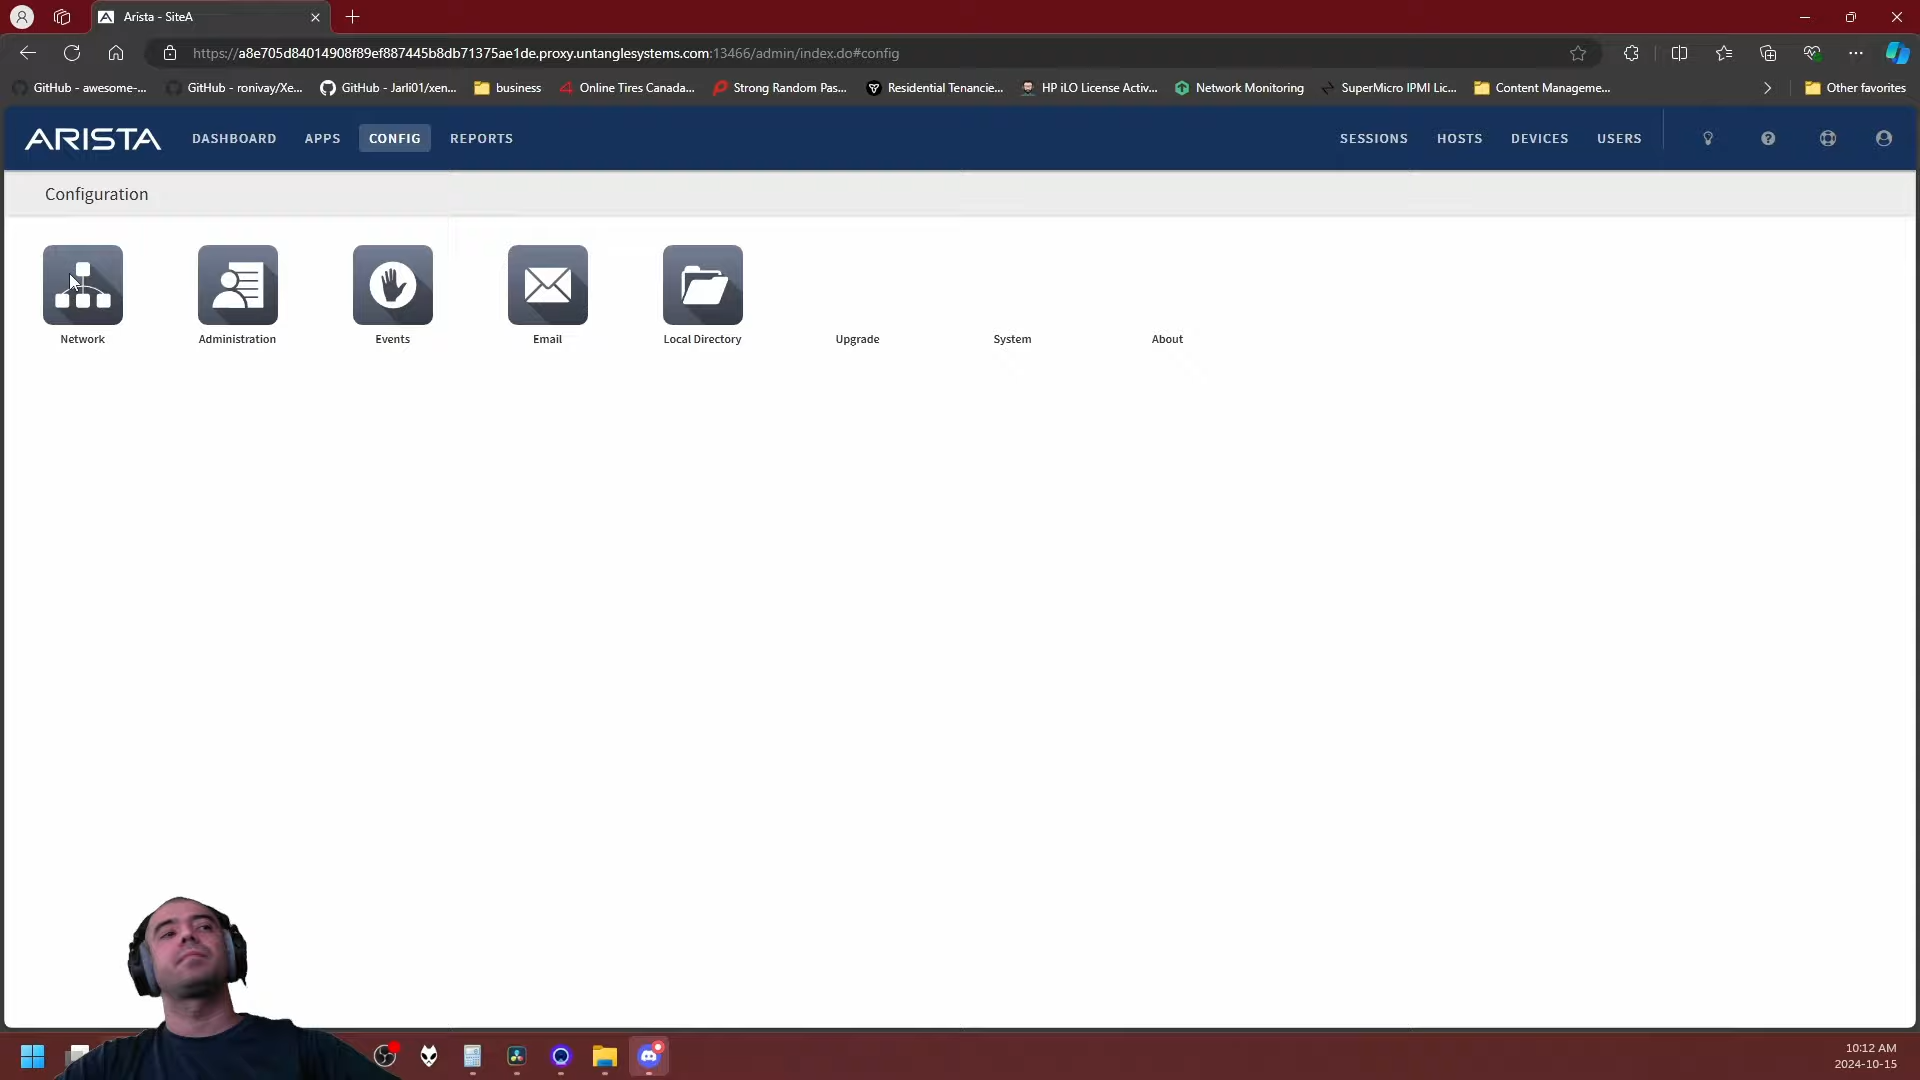 Arista - SiteA
https://a8e705d84014908f89ef887445b8db71375ae1de.proxy.untanglesystems.com:13466/admin/index.do#config
GitHub - awesome-... GitHub - ronivay/Xe... GitHub - Jarli01/xen... business Online Tires Canada... Strong Random Pas... Residential Tenancie... HP iLO License Activ... Network Monitoring SuperMicro IPMI Lic... Content Manageme... Other favorites
ARISTA DASHBOARD APPS CONFIG REPORTS SESSIONS HOSTS DEVICES USERS
Configuration
Network Administration Events Email Local Directory Upgrade System About
10:12 AM
2024-10-15